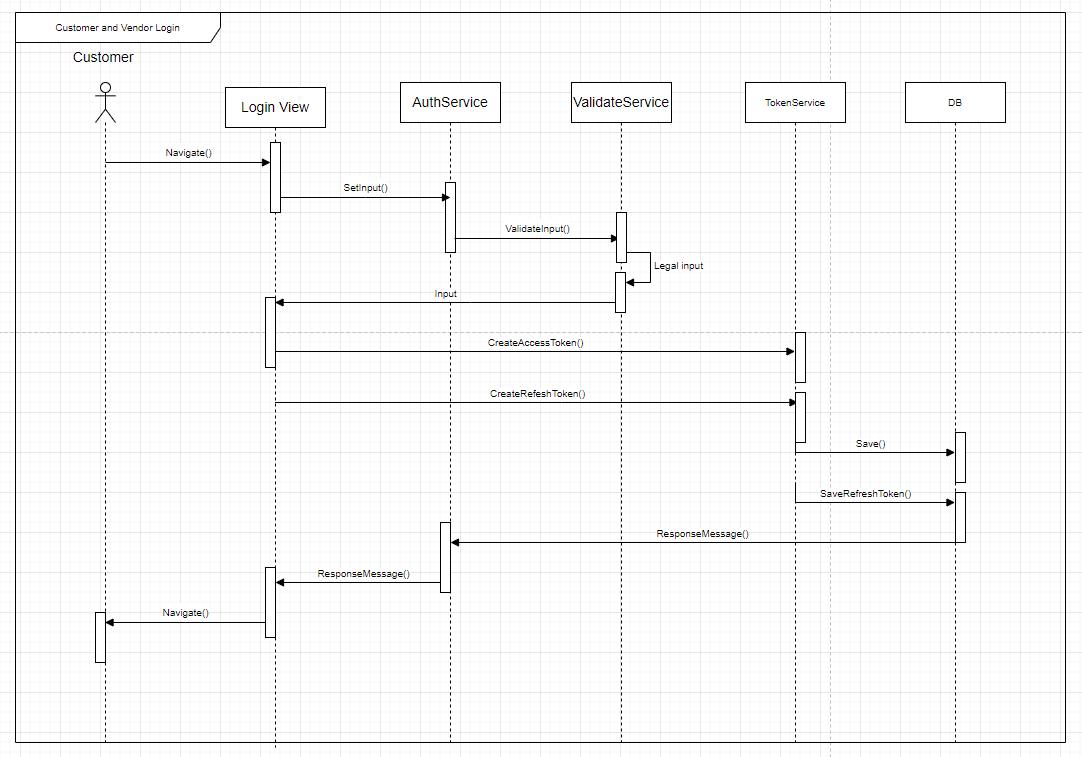 Customer and Vendor Login
Customer
Login View
AuthService
ValidateService
TokenService
DB
Navigate()
SetInput()
ValidateInput()
Legal input
Input
CreateAccessToken()
CreateRefeshToken()
Save()
SaveRefreshToken()
ResponseMessage()
ResponseMessage()
Navigate()